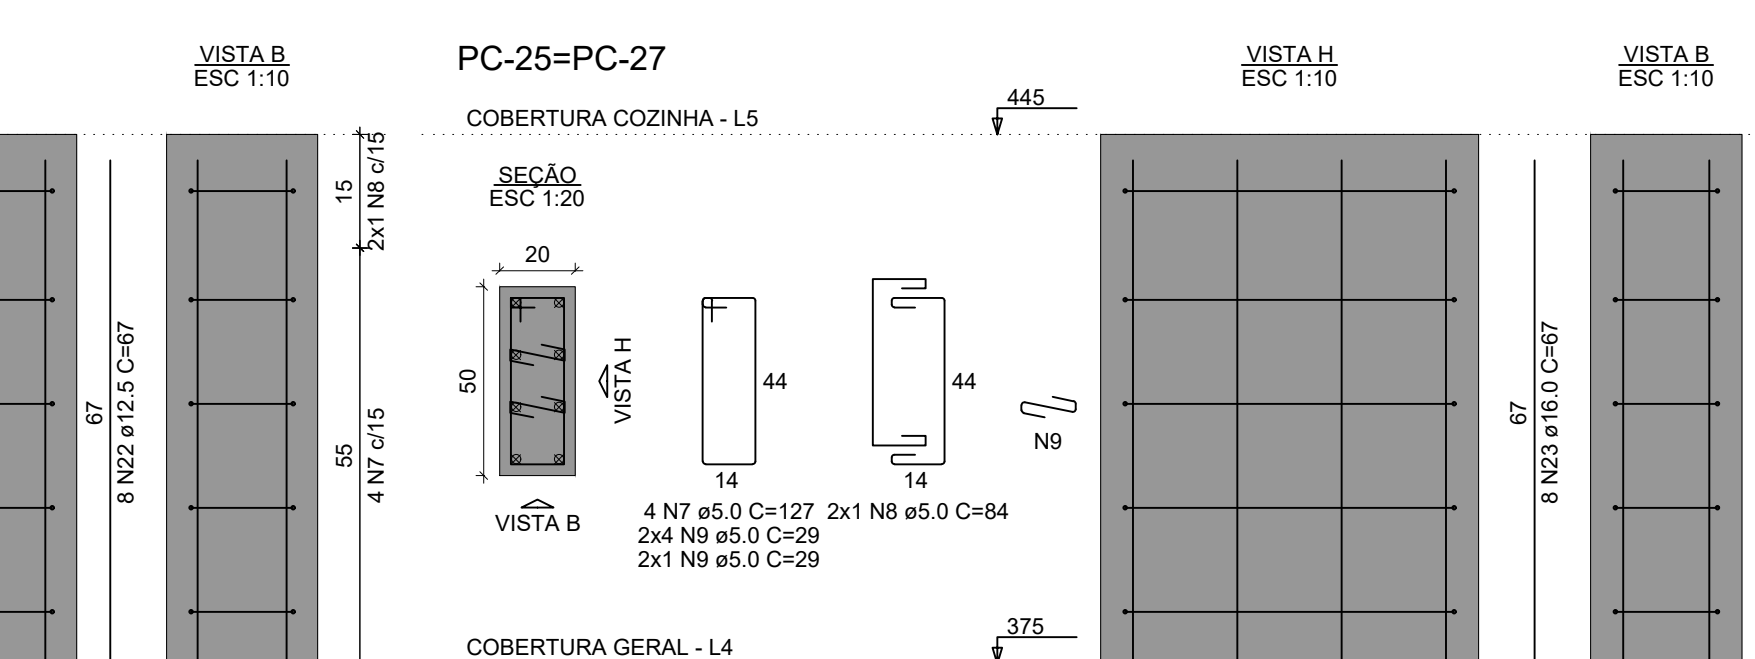 VISTA B
ESC 1:10
PC-25=PC-27
VISTA H
ESC 1:10
VISTA B
ESC 1:10
COBERTURA COZINHA - L5
445
15
2x1 N8 c/15
SEÇÃO
ESC 1:20
20
50
VISTA H
VISTA B
44
14
4 N7 ø5.0 C=127
2x4 N9 ø5.0 C=29
2x1 N9 ø5.0 C=29
44
14
2x1 N8 ø5.0 C=84
N9
67
8 N22 ø12.5 C=67
55
4 N7 c/15
67
8 N23 ø16.0 C=67
COBERTURA GERAL - L4
375